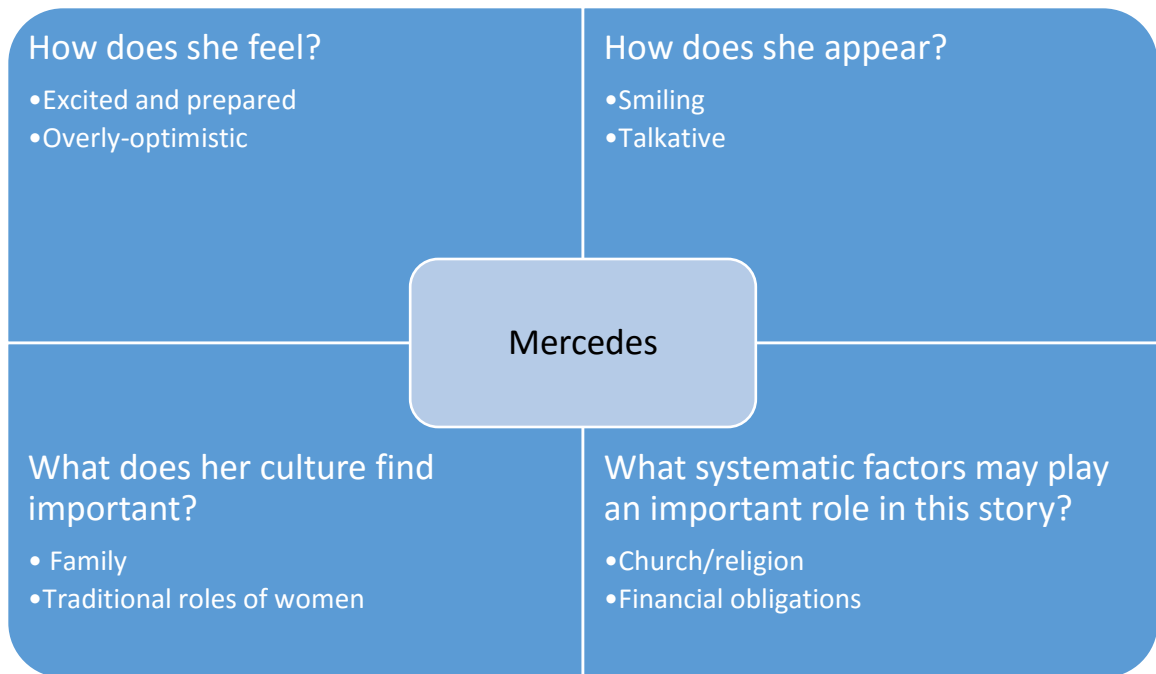 How does she feel?
•Excited and prepared
•Overly-optimistic
How does she appear?
•Smiling
•Talkative
Mercedes
What does her culture find
important?
• Family
•Traditional roles of women
What systematic factors may play
an important role in this story?
•Church/religion
•Financial obligations